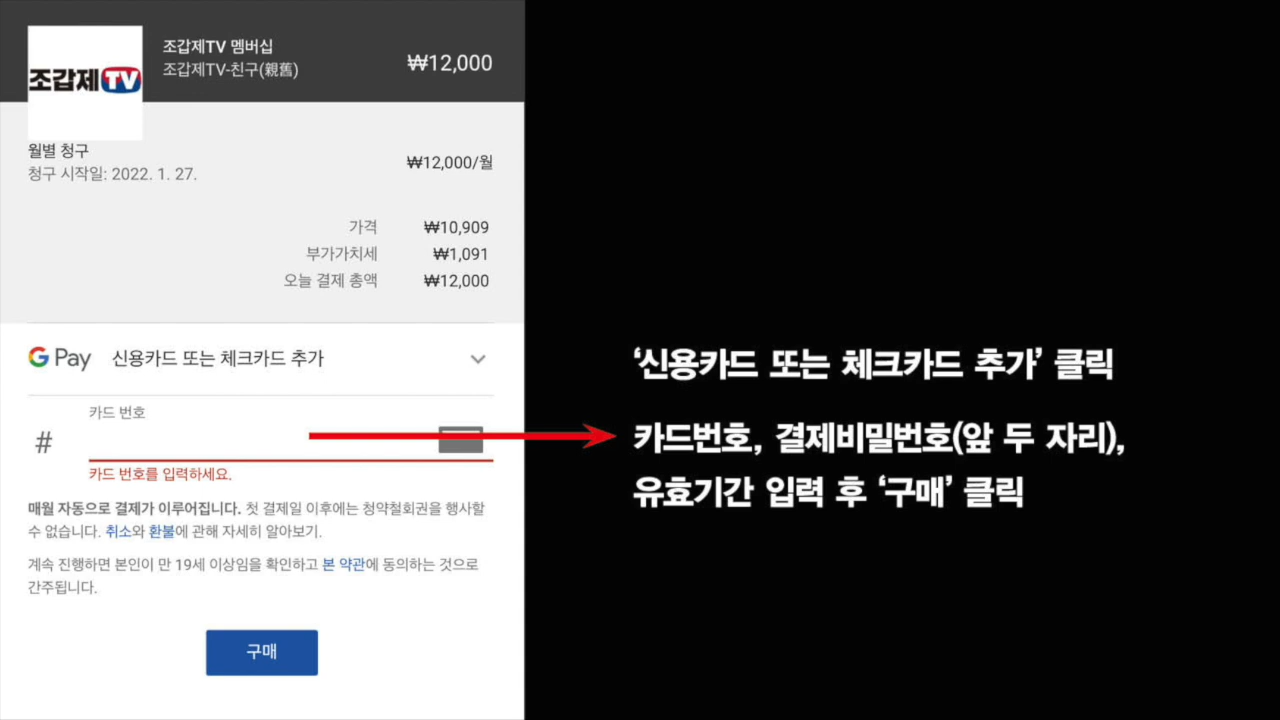 조갑제TV
조갑제TV 멤버십
조갑제TV-친구(親舊)
₩12,000
월별 청구
청구 시작일: 2022. 1. 27.
₩12,000/월
가격 ₩10,909
부가가치세 ₩1,091
오늘 결제 총액 ₩12,000
G Pay 신용카드 또는 체크카드 추가
카드 번호
#
카드 번호를 입력하세요.
매월 자동으로 결제가 이루어집니다. 첫 결제일 이후에는 청약철회권을 행사할
수 없습니다. 취소와 환불에 관해 자세히 알아보기.
계속 진행하면 본인이 만 19세 이상임을 확인하고 본 약관에 동의하는 것으로
간주됩니다.
구매
‘신용카드 또는 체크카드 추가’ 클릭
카드번호, 결제비밀번호(앞 두 자리),
유효기간 입력 후 ‘구매’ 클릭